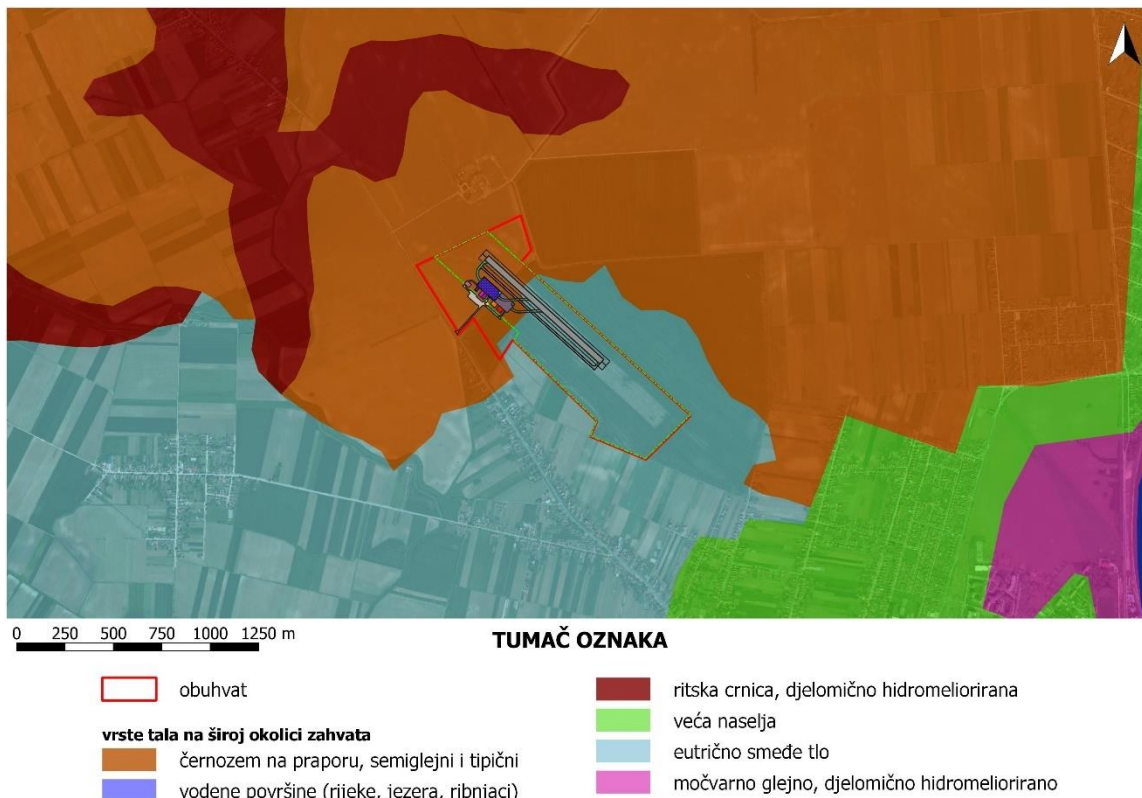 0 250 500 750 1000 1250 m
TUMAČ OZNAKA
obuhvat
vrste tala na široj okolici zahvata
černozem na praporu, semiglejni i tipični
vodene površine (rijeke, jezera, ribnjaci)
ritska crnica, djelomično hidromeliorirana
veća naselja
eutrično smeđe tlo
močvarno glejno, djelomično hidromeliorirano